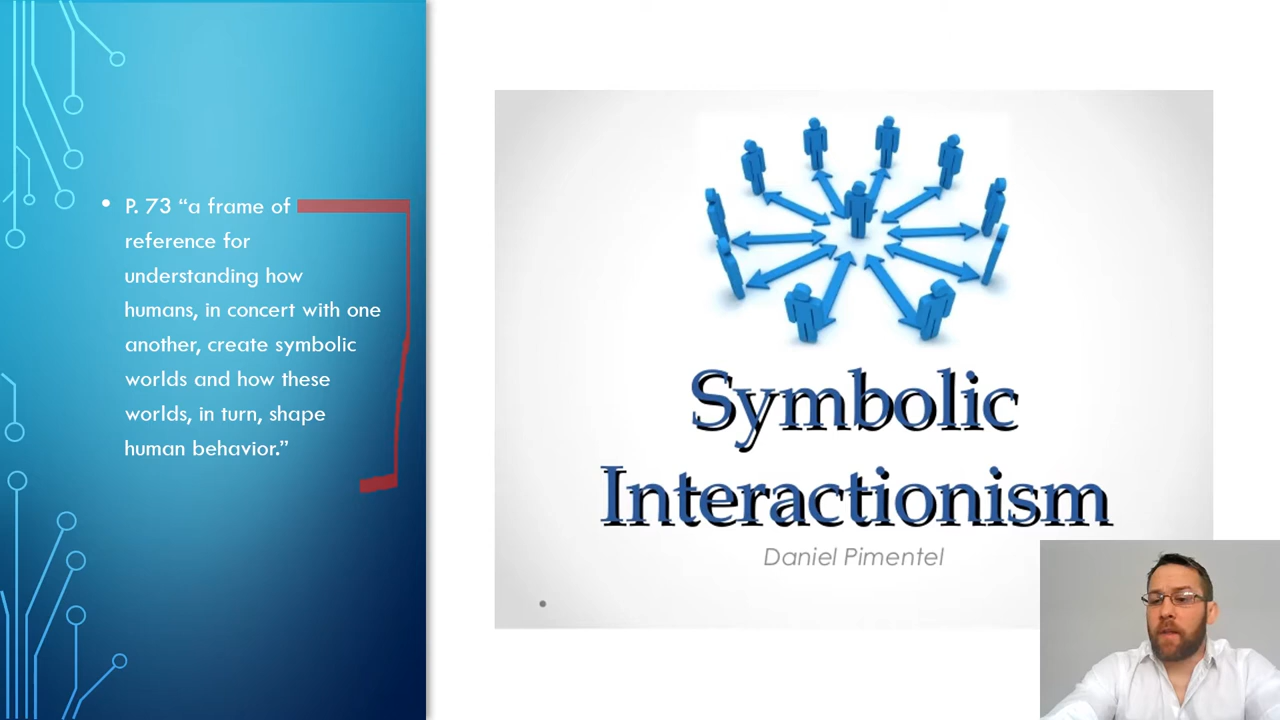 • P. 73 “a frame of
reference for
understanding how
humans, in concert with one
another, create symbolic
worlds and how these
worlds, in turn, shape
human behavior.”
Symbolic
Interactionism
Daniel Pimentel